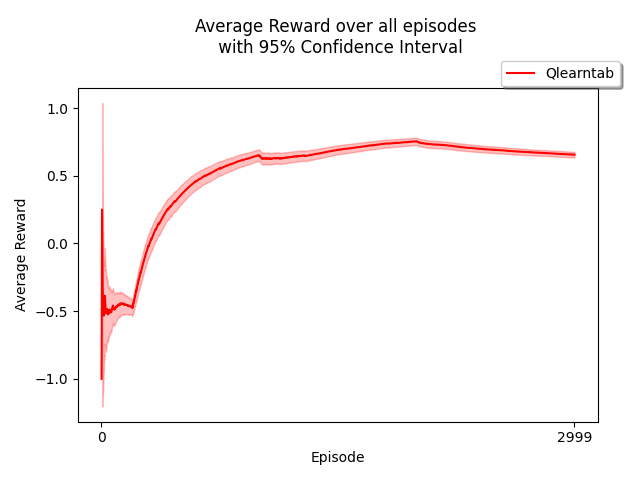 Average Reward over all episodes
with 95% Confidence Interval
Qlearntab
1.0
0.5
0.0
−0.5
−1.0
Average Reward
0
2999
Episode